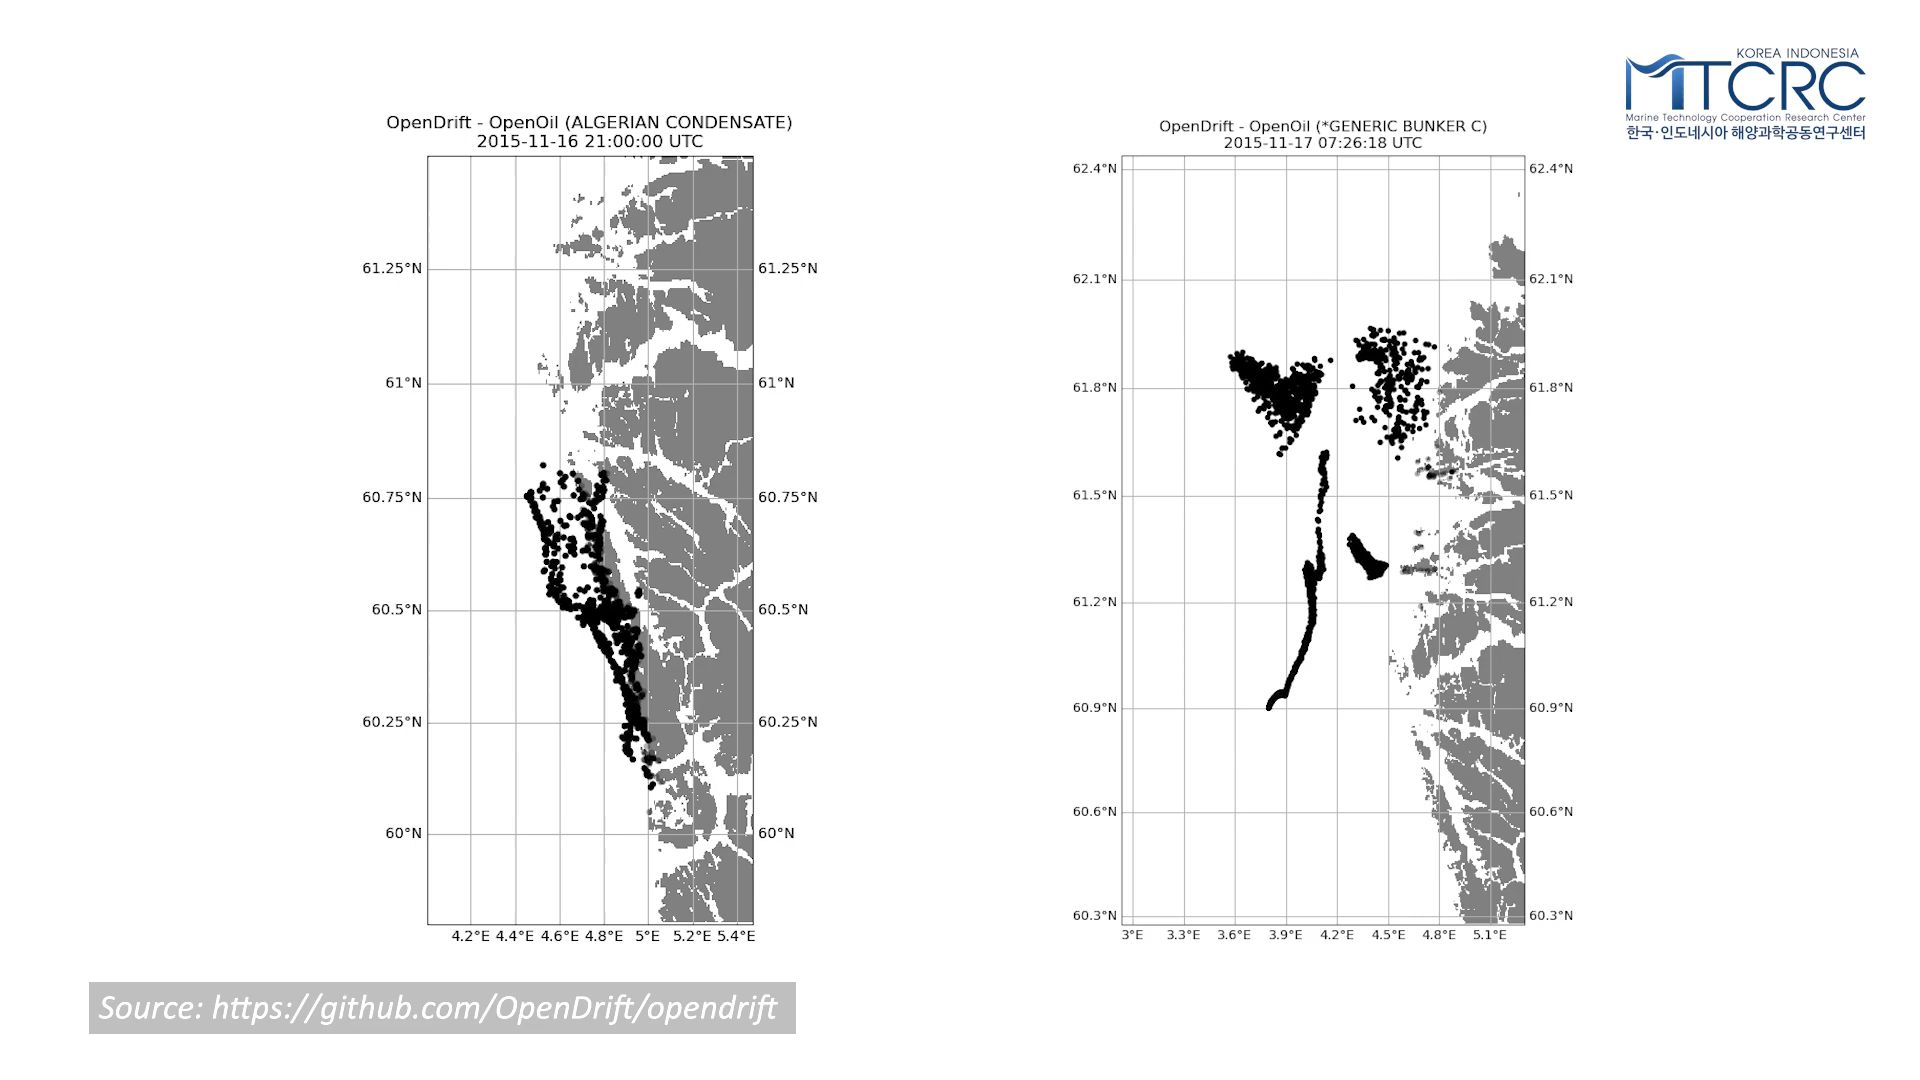 KOREA INDONESIA
MTCRC
Marine Technology Cooperation Research Center
한국·인도네시아 해양과학공동연구센터
OpenDrift - OpenOil (ALGERIAN CONDENSATE)
2015-11-16 21:00:00 UTC
61.25°N 61.25°N
61°N 61°N
60.75°N 60.75°N
60.5°N 60.5°N
60.25°N 60.25°N
60°N 60°N
4.2°E 4.4°E 4.6°E 4.8°E 5°E 5.2°E 5.4°E
OpenDrift - OpenOil (*GENERIC BUNKER C)
2015-11-17 07:26:18 UTC
62.4°N 62.4°N
62.1°N 62.1°N
61.8°N 61.8°N
61.5°N 61.5°N
61.2°N 61.2°N
60.9°N 60.9°N
60.6°N 60.6°N
60.3°N 60.3°N
3°E 3.3°E 3.6°E 3.9°E 4.2°E 4.5°E 4.8°E 5.1°E
Source: https://github.com/OpenDrift/opendrift